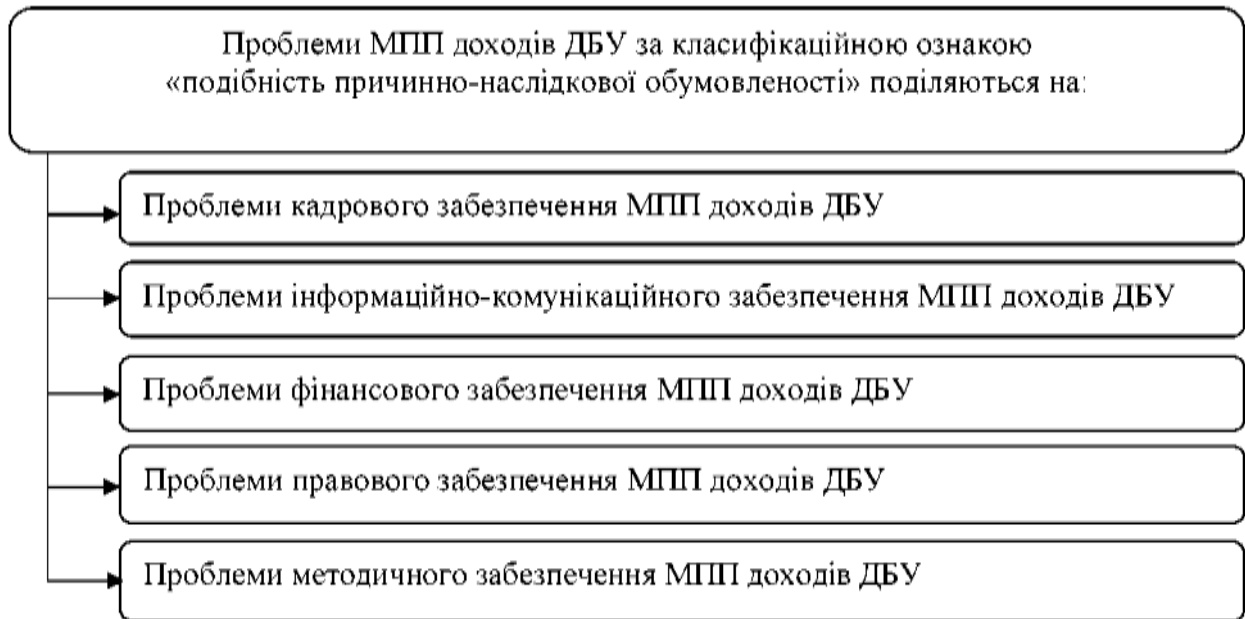 Проблеми МПП доходів ДБУ за класифікаційною ознакою
«подібність причинно-наслідкової обумовленості» поділяються на:
Проблеми кадрового забезпечення МПП доходів ДБУ
Проблеми інформаційно-комунікаційного забезпечення МПП доходів ДБУ
Проблеми фінансового забезпечення МПП доходів ДБУ
Проблеми правового забезпечення МПП доходів ДБУ
Проблеми методичного забезпечення МПП доходів ДБУ